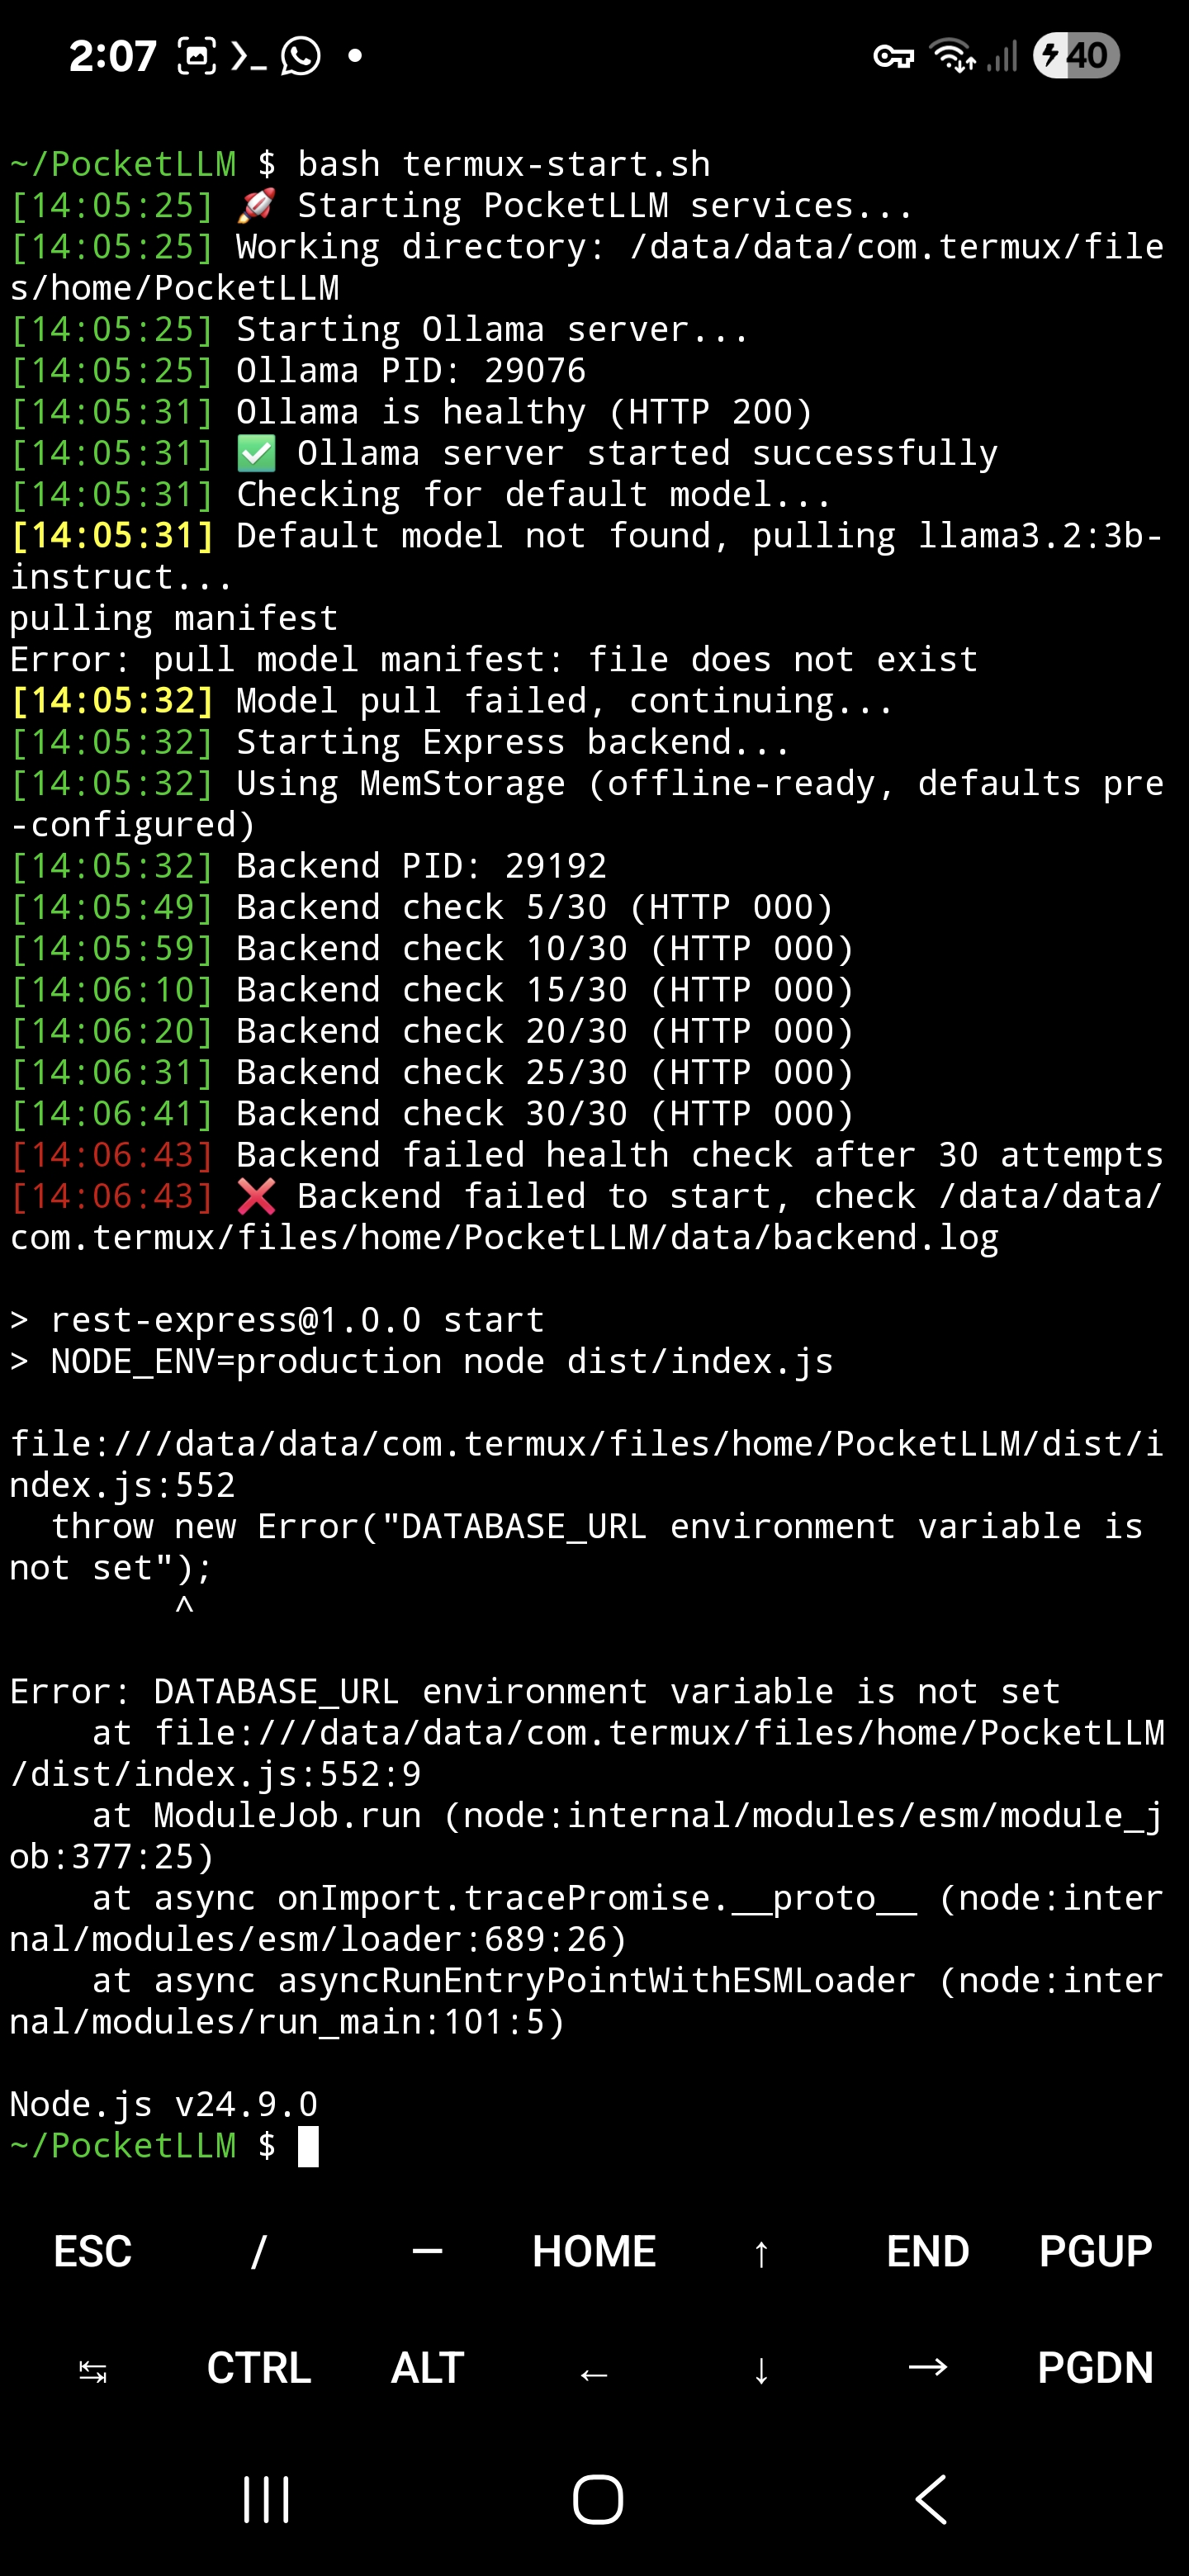 2:07
40
~/PocketLLM $ bash termux-start.sh
[14:05:25] 🚀 Starting PocketLLM services...
[14:05:25] Working directory: /data/data/com.termux/file
s/home/PocketLLM
[14:05:25] Starting Ollama server...
[14:05:25] Ollama PID: 29076
[14:05:31] Ollama is healthy (HTTP 200)
[14:05:31] ✅ Ollama server started successfully
[14:05:31] Checking for default model...
[14:05:31] Default model not found, pulling llama3.2:3b-
instruct...
pulling manifest
Error: pull model manifest: file does not exist
[14:05:32] Model pull failed, continuing...
[14:05:32] Starting Express backend...
[14:05:32] Using MemStorage (offline-ready, defaults pre
-configured)
[14:05:32] Backend PID: 29192
[14:05:49] Backend check 5/30 (HTTP 000)
[14:05:59] Backend check 10/30 (HTTP 000)
[14:06:10] Backend check 15/30 (HTTP 000)
[14:06:20] Backend check 20/30 (HTTP 000)
[14:06:31] Backend check 25/30 (HTTP 000)
[14:06:41] Backend check 30/30 (HTTP 000)
[14:06:43] Backend failed health check after 30 attempts
[14:06:43] ❌ Backend failed to start, check /data/data/
com.termux/files/home/PocketLLM/data/backend.log

> rest-express@1.0.0 start
> NODE_ENV=production node dist/index.js

file:///data/data/com.termux/files/home/PocketLLM/dist/i
ndex.js:552
  throw new Error("DATABASE_URL environment variable is
not set");
        ^

Error: DATABASE_URL environment variable is not set
    at file:///data/data/com.termux/files/home/PocketLLM
/dist/index.js:552:9
    at ModuleJob.run (node:internal/modules/esm/module_j
ob:377:25)
    at async onImport.tracePromise.__proto__ (node:inter
nal/modules/esm/loader:689:26)
    at async asyncRunEntryPointWithESMLoader (node:inter
nal/modules/run_main:101:5)

Node.js v24.9.0
~/PocketLLM $
ESC / — HOME ↑ END PGUP
↹ CTRL ALT ← ↓ → PGDN